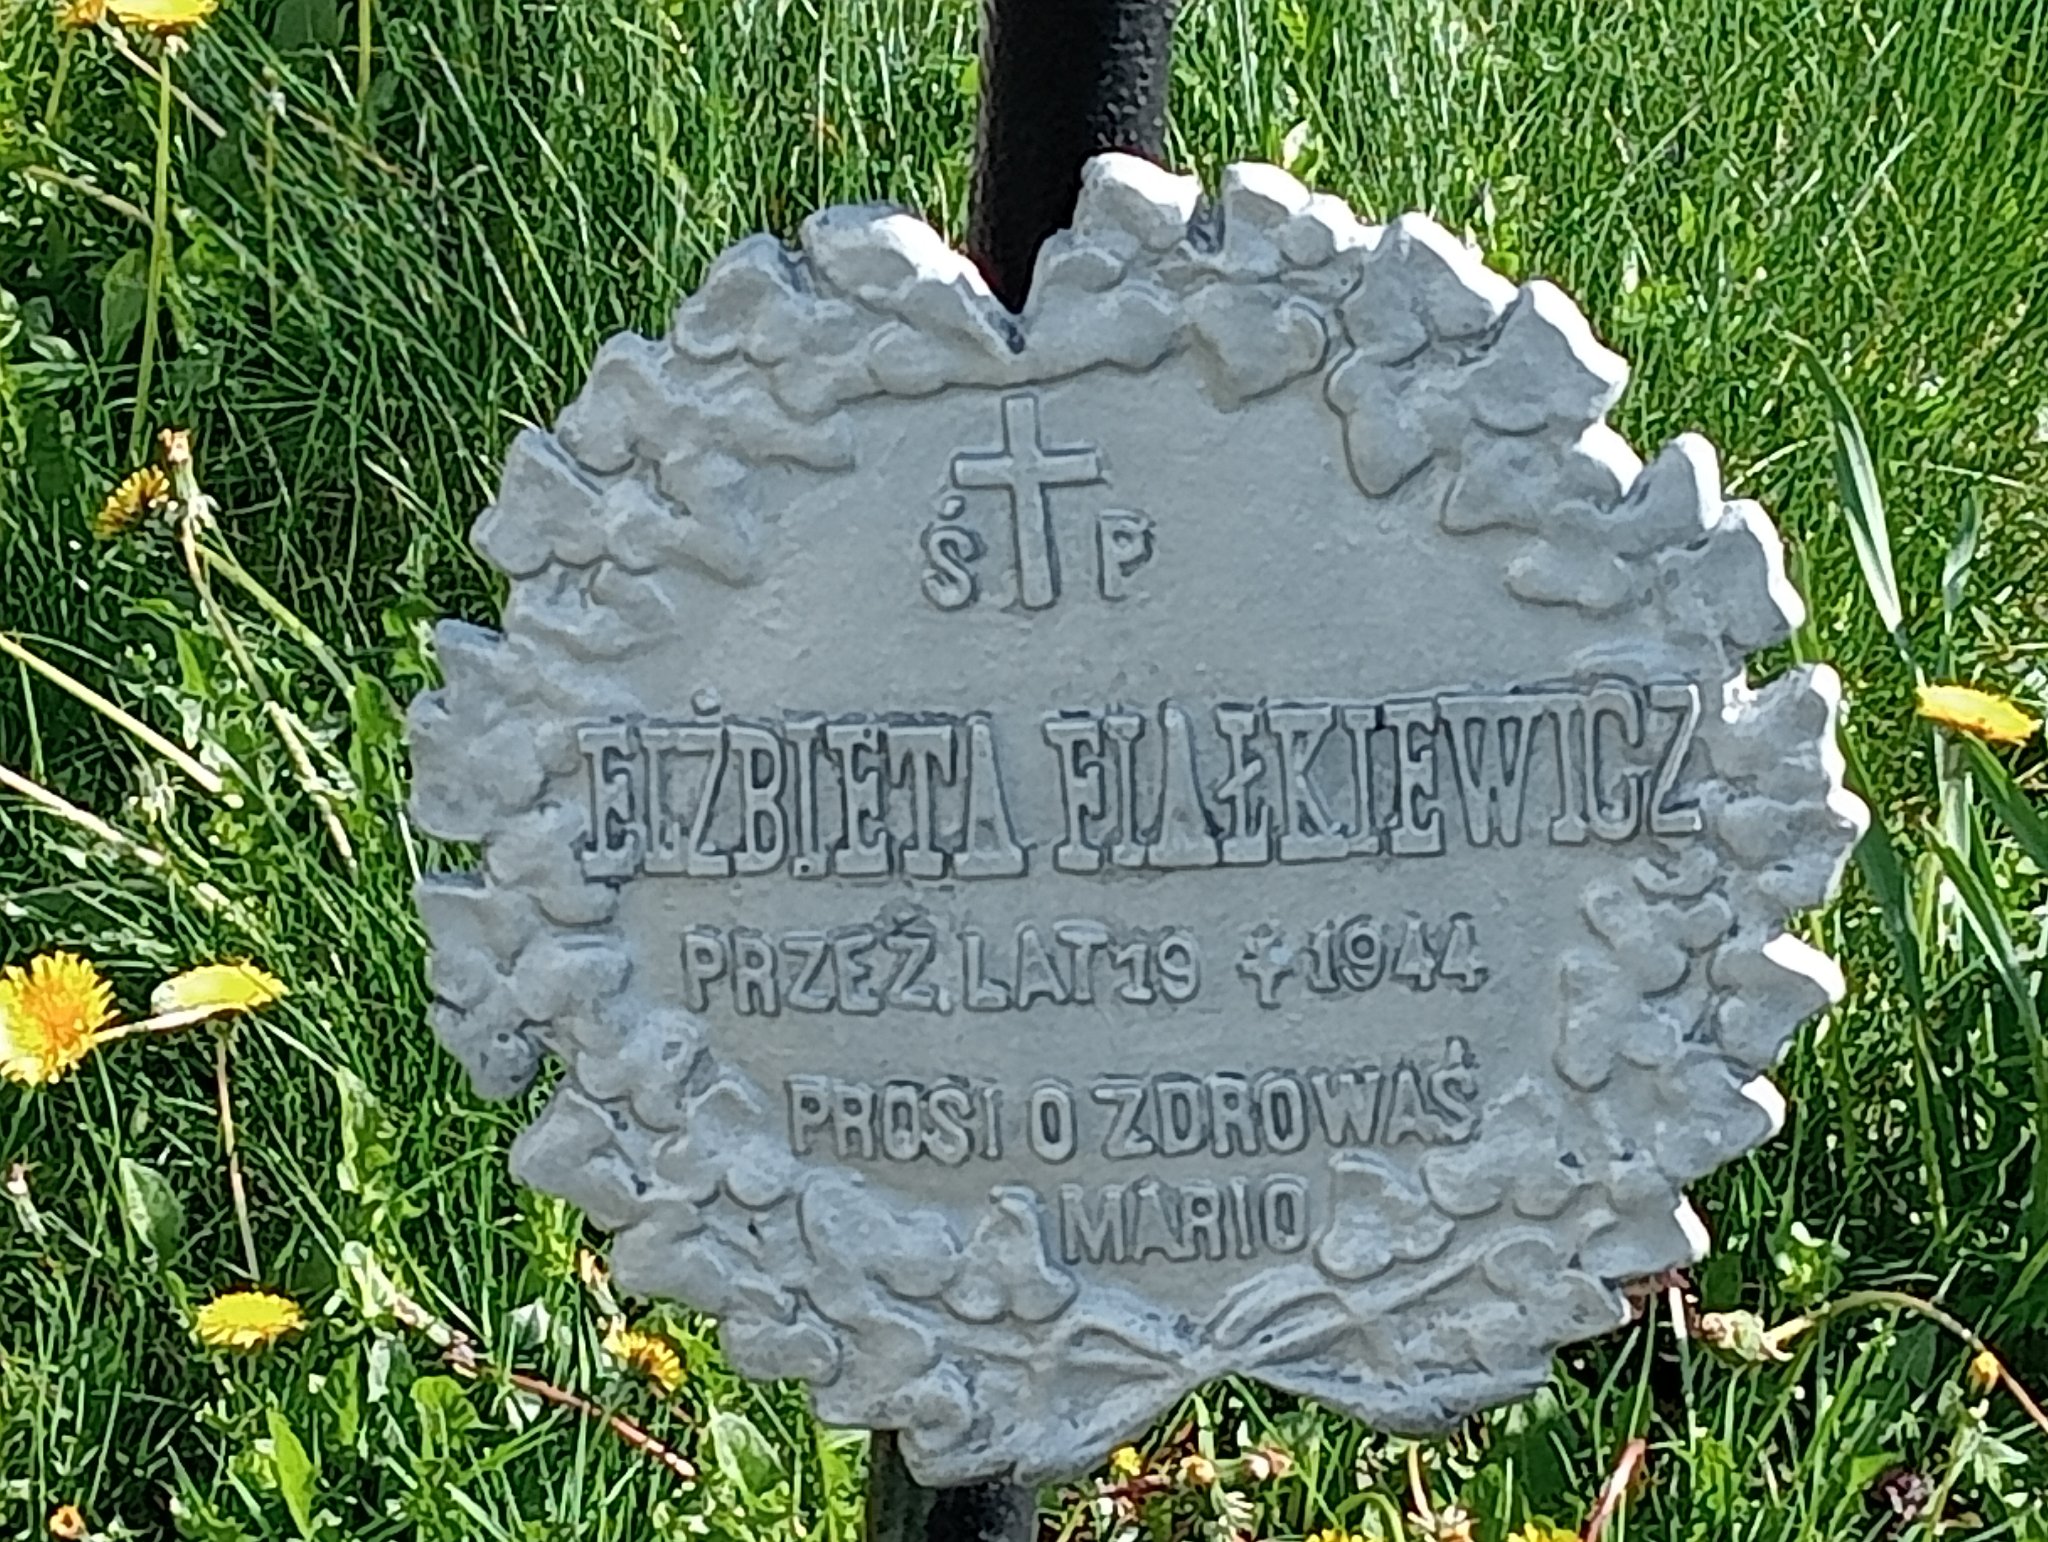 Ś P
ELŻBIETA FIAŁKIEWICZ
PRZEŻ. LAT 19 † 1944
PROSI O ZDROWAŚ
MARIO